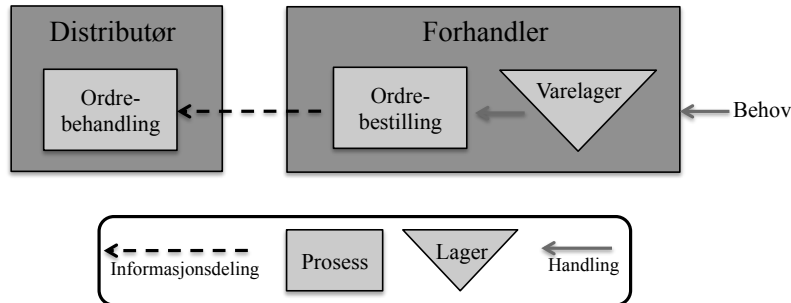 Distributør
Forhandler
Ordre-
behandling
Ordre-
bestilling
Varelager
Behov
Informasjonsdeling
Prosess
Lager
Handling